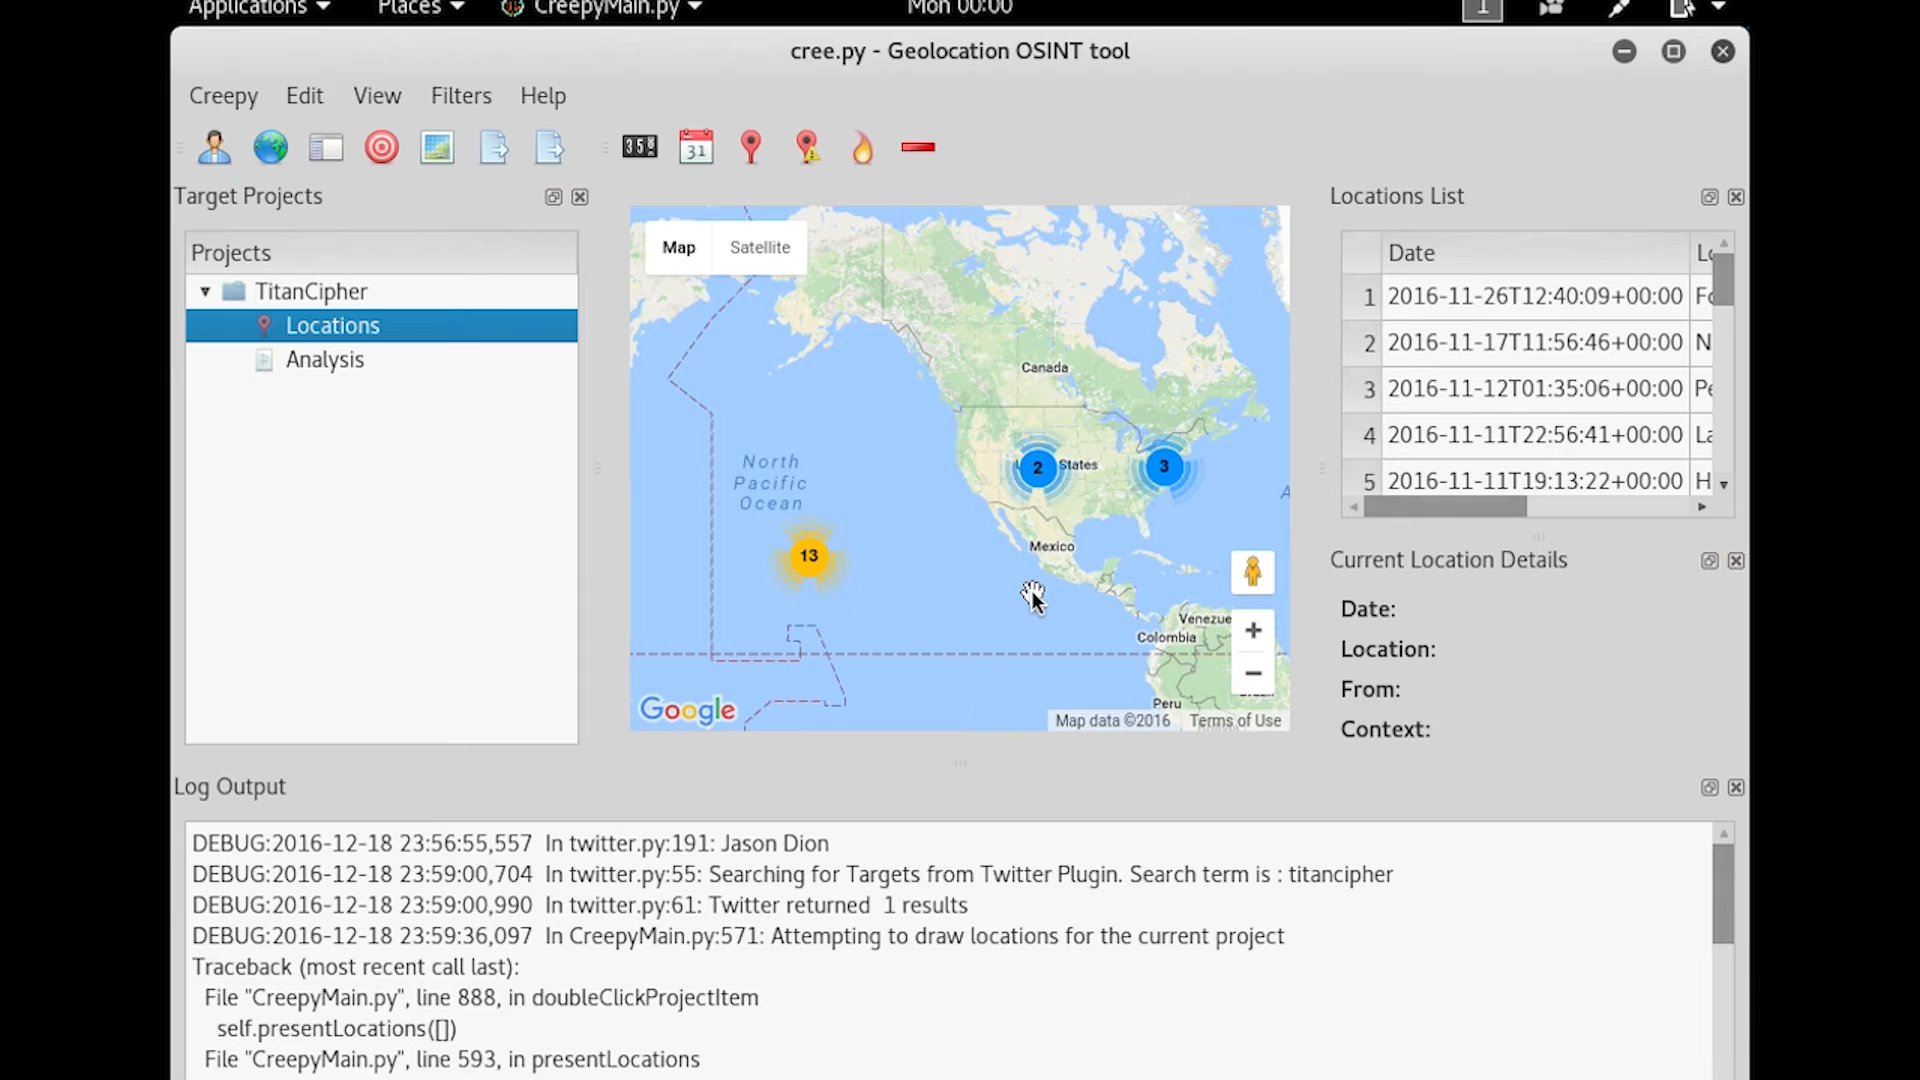 Applications Places CreepyMain.py Mon 00:00 1
cree.py - Geolocation OSINT tool
Creepy Edit View Filters Help
31
Target Projects
Projects
TitanCipher
Locations
Analysis
Map Satellite
Canada
States
North
Pacific
Ocean
2
3
13
Mexico
Colombia
Peru
Google
Map data ©2016 Terms of Use
Locations List
Date
1 2016-11-26T12:40:09+00:00
2 2016-11-17T11:56:46+00:00
3 2016-11-12T01:35:06+00:00
4 2016-11-11T22:56:41+00:00
5 2016-11-11T19:13:22+00:00
Current Location Details
Date:
Location:
From:
Context:
Log Output
DEBUG:2016-12-18 23:56:55,557 In twitter.py:191: Jason Dion
DEBUG:2016-12-18 23:59:00,704 In twitter.py:55: Searching for Targets from Twitter Plugin. Search term is : titancipher
DEBUG:2016-12-18 23:59:00,990 In twitter.py:61: Twitter returned 1 results
DEBUG:2016-12-18 23:59:36,097 In CreepyMain.py:571: Attempting to draw locations for the current project
Traceback (most recent call last):
File "CreepyMain.py", line 888, in doubleClickProjectItem
self.presentLocations([])
File "CreepyMain.py", line 593, in presentLocations